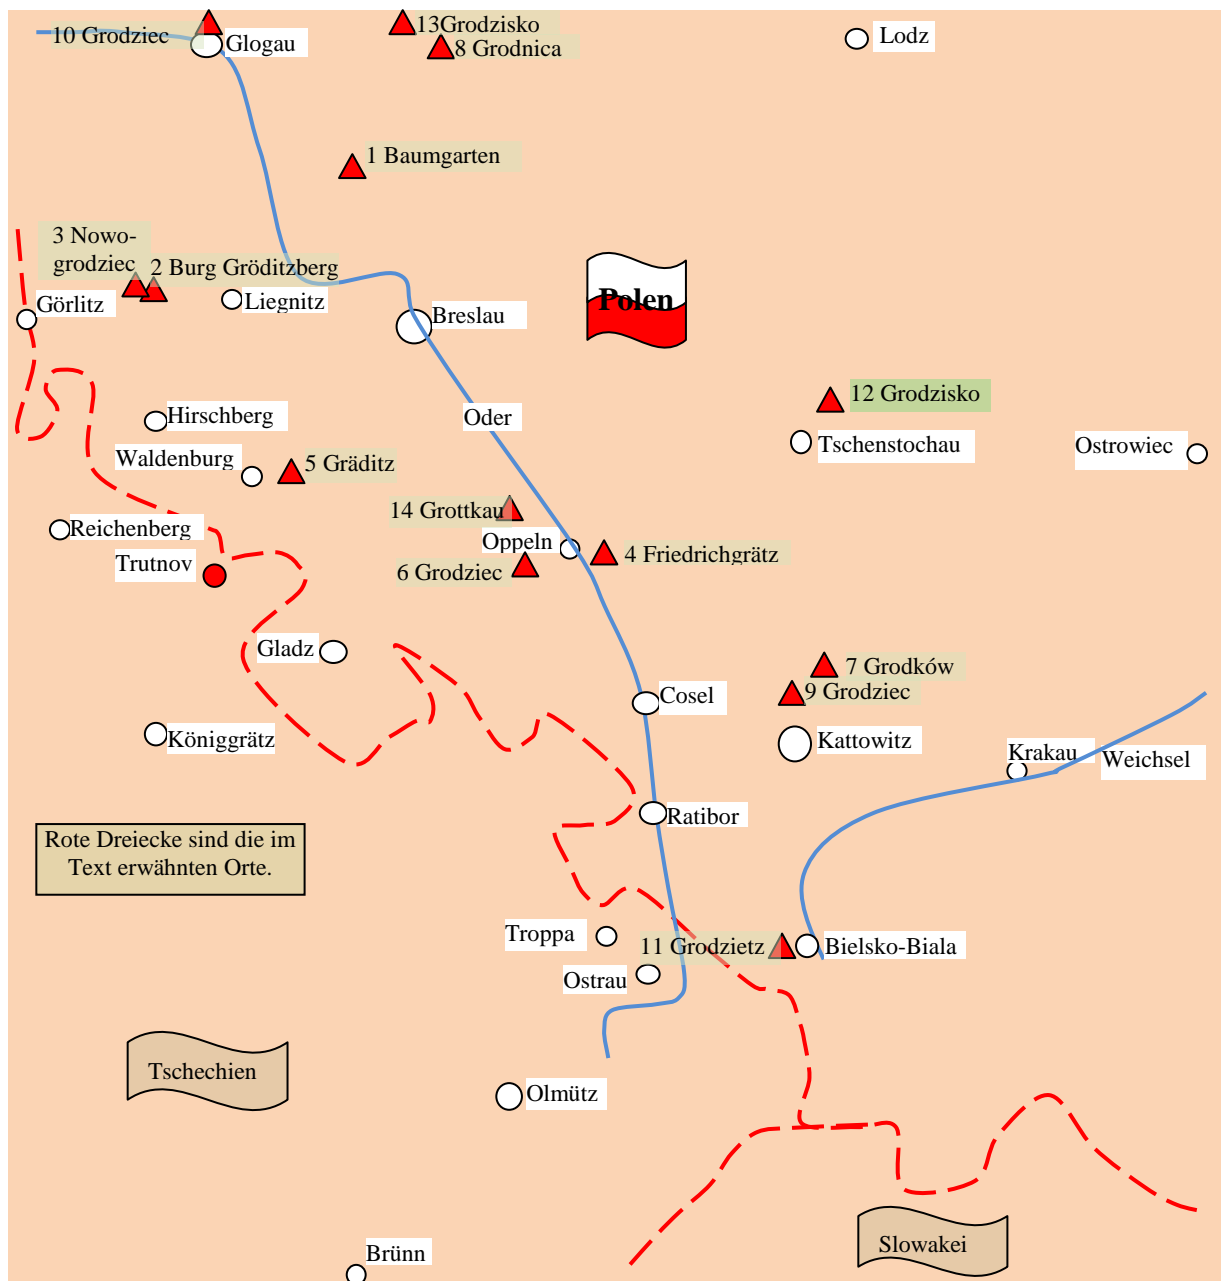 10 Grodziec
13Grodzisko
Glogau
8 Grodnica
Lodz
1 Baumgarten
3 Nowo-
grodziec
2 Burg Gröditzberg
Görlitz
Liegnitz
Polen
Breslau
12 Grodzisko
Hirschberg
Oder
Tschenstochau
Ostrowiec
Waldenburg
5 Gräditz
14 Grottkau
Reichenberg
Oppeln
4 Friedrichgrätz
Trutnov
6 Grodziec
Gladz
7 Grodków
9 Grodziec
Cosel
Königgrätz
Kattowitz
Krakau
Weichsel
Ratibor
Rote Dreiecke sind die im
Text erwähnten Orte.
Troppa
11 Grodzietz
Bielsko-Biala
Ostrau
Tschechien
Olmütz
Slowakei
Brünn